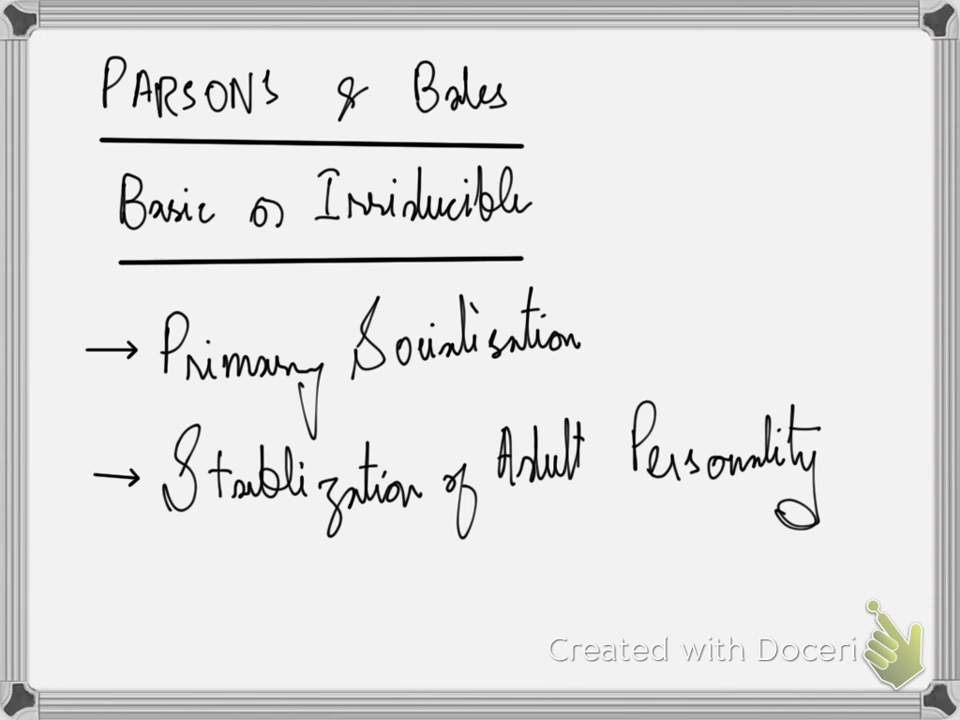 PARSONS & Bales
Basic or Irriducible
→ Primary Socialisation
→ Stablization of Adult Personality
Created with Doceri